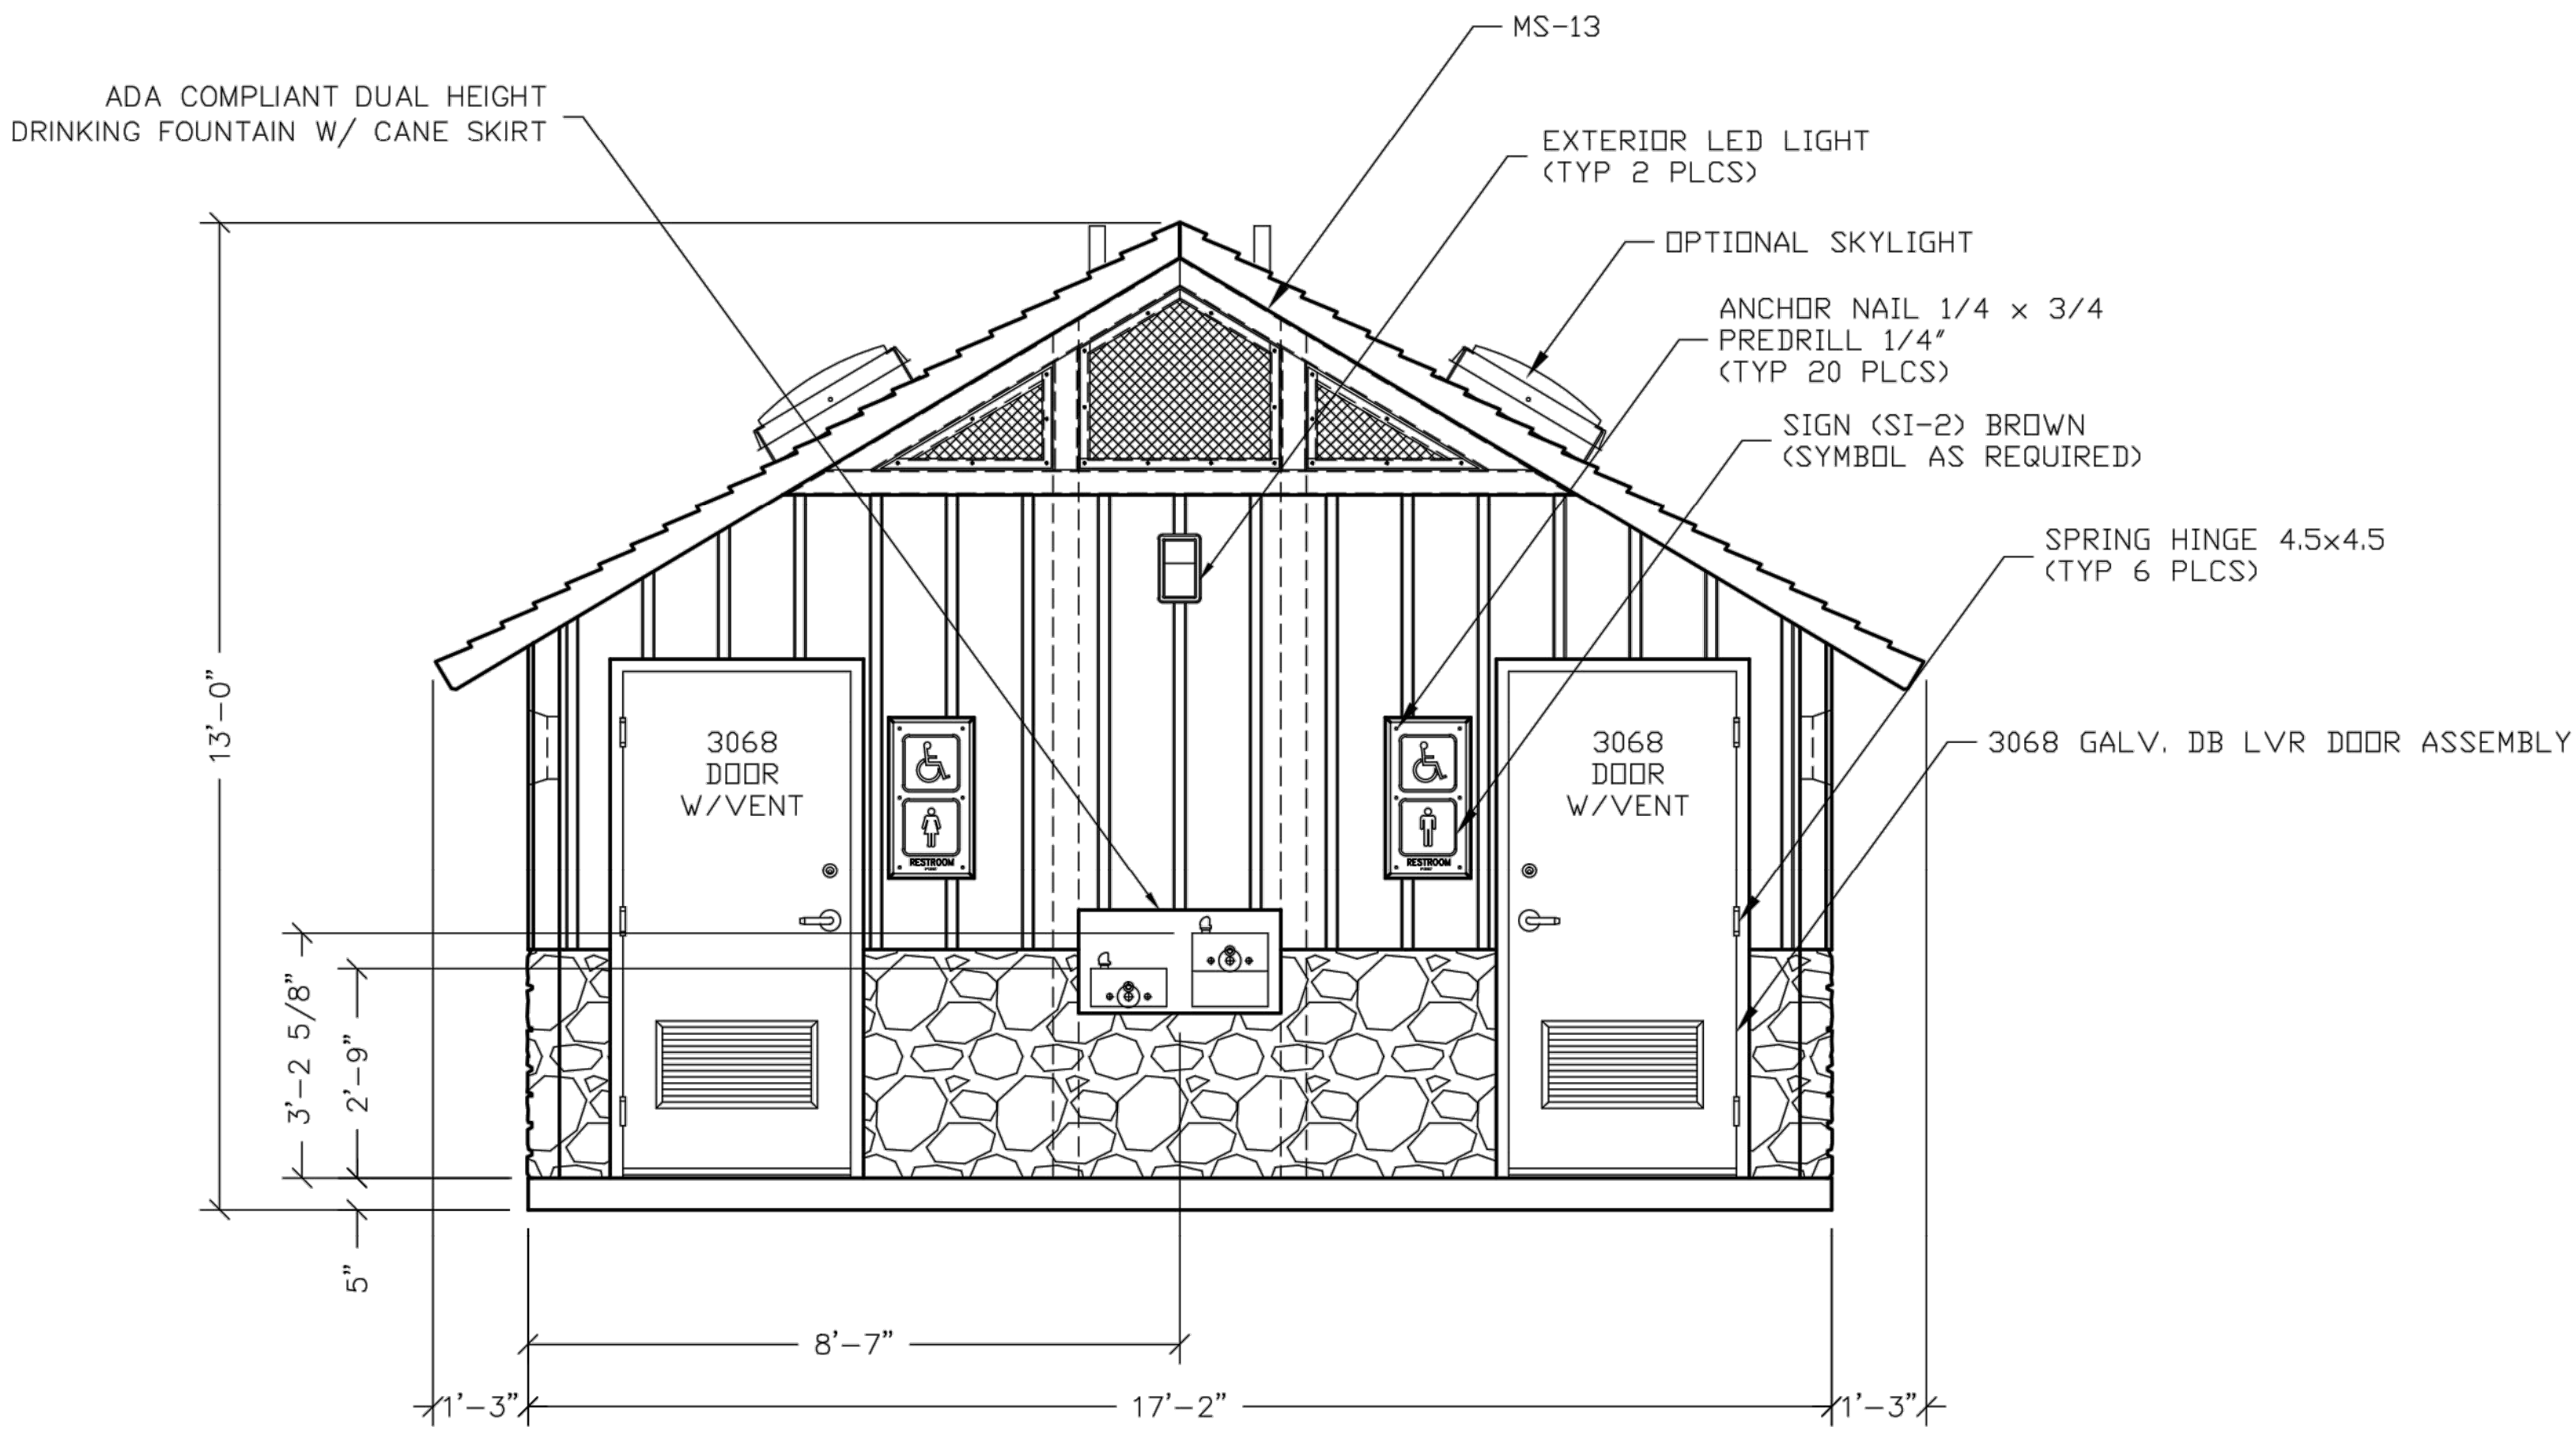 MS-13
ADA COMPLIANT DUAL HEIGHT
DRINKING FOUNTAIN W/ CANE SKIRT
EXTERIOR LED LIGHT
(TYP 2 PLCS)
OPTIONAL SKYLIGHT
ANCHOR NAIL 1/4 x 3/4
PREDRILL 1/4"
(TYP 20 PLCS)
SIGN (SI-2) BROWN
(SYMBOL AS REQUIRED)
SPRING HINGE 4.5x4.5
(TYP 6 PLCS)
3068 GALV. DB LVR DOOR ASSEMBLY
3068
DOOR
W/VENT
RESTROOM
RESTROOM
3068
DOOR
W/VENT
13'-0"
3'-2 5/8"
2'-9"
5"
8'-7"
1'-3"
17'-2"
1'-3"